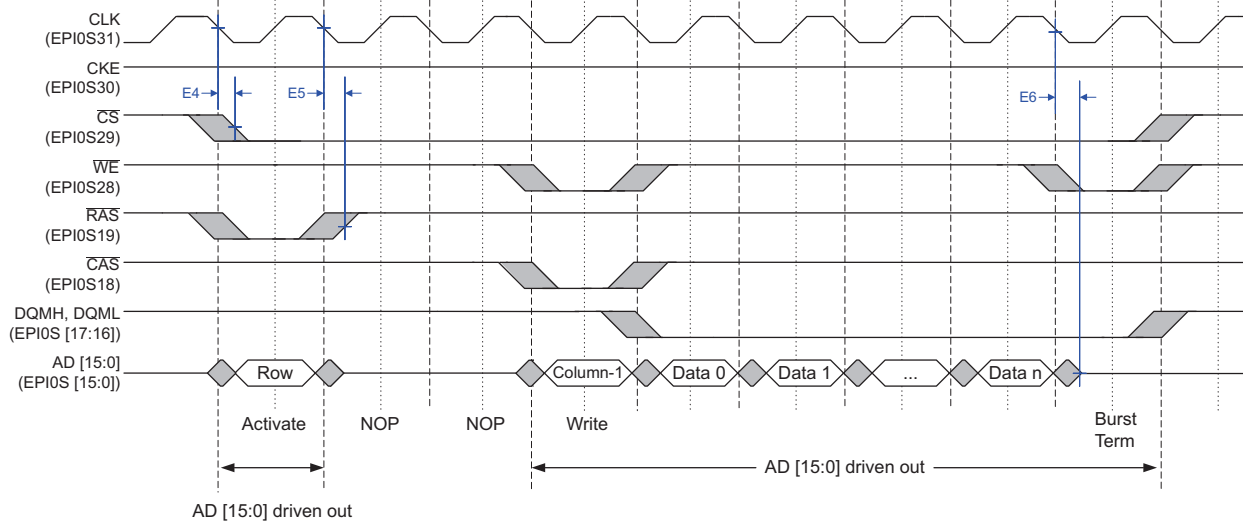 CLK
(EPI0S31)
CKE
(EPI0S30)
E4
E5
E6
CS
(EPI0S29)
WE
(EPI0S28)
RAS
(EPI0S19)
CAS
(EPI0S18)
DQMH, DQML
(EPI0S [17:16])
AD [15:0]
(EPI0S [15:0])
Row
Column-1
Data 0
Data 1
...
Data n
Activate
NOP
NOP
Write
Burst
Term
AD [15:0] driven out
AD [15:0] driven out